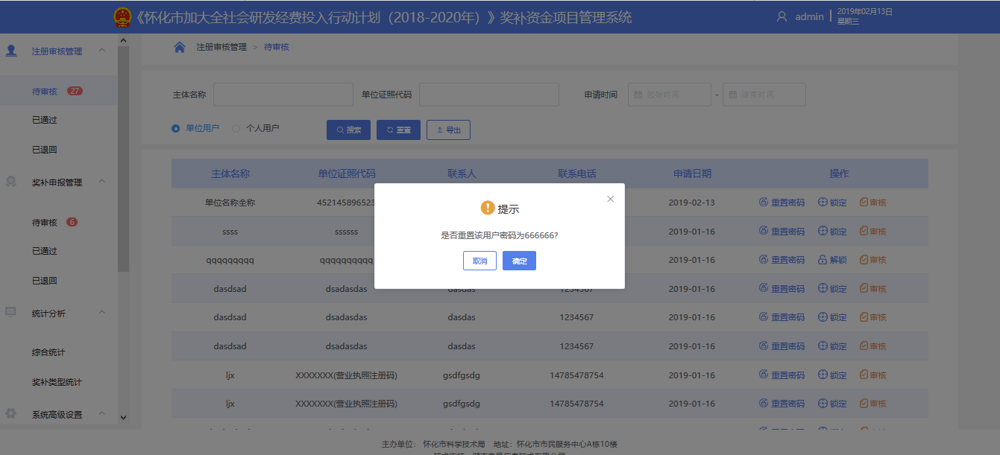 《怀化市加大全社会研发经费投入行动计划（2018-2020年）》奖补资金项目管理系统
admin
2019年02月13日
星期三
注册审核管理
待审核 27
已通过
已退回
奖补申报管理
待审核 6
已通过
已退回
统计分析
综合统计
奖补类型统计
系统高级设置
注册审核管理 > 待审核
主体名称 单位证照代码 申请时间 起始时间 - 结束时间
单位用户 个人用户 搜索 重置 导出
主体名称 单位证照代码 联系人 联系电话 申请日期 操作
单位名称全称 452145896523 2019-02-13 重置密码 锁定 审核
ssss ssssss 2019-01-16 重置密码 锁定 审核
qqqqqqqqq qqqqqqqqqq 2019-01-16 重置密码 解锁 审核
dasdsad dsadasdas dasdas 1234567 2019-01-16 重置密码 锁定 审核
dasdsad dsadasdas dasdas 1234567 2019-01-16 重置密码 锁定 审核
dasdsad dsadasdas dasdas 1234567 2019-01-16 重置密码 锁定 审核
ljx XXXXXXX(营业执照注册码) gsdfgsdg 14785478754 2019-01-16 重置密码 锁定 审核
ljx XXXXXXX(营业执照注册码) gsdfgsdg 14785478754 2019-01-16 重置密码 锁定 审核
提示
是否重置该用户密码为666666?
取消 确定
主办单位： 怀化市科学技术局 地址：怀化市市民服务中心A栋10楼